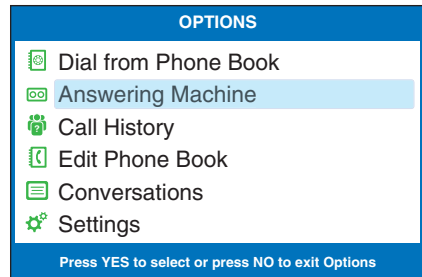 OPTIONS
Dial from Phone Book
Answering Machine
Call History
Edit Phone Book
Conversations
Settings
Press YES to select or press NO to exit Options